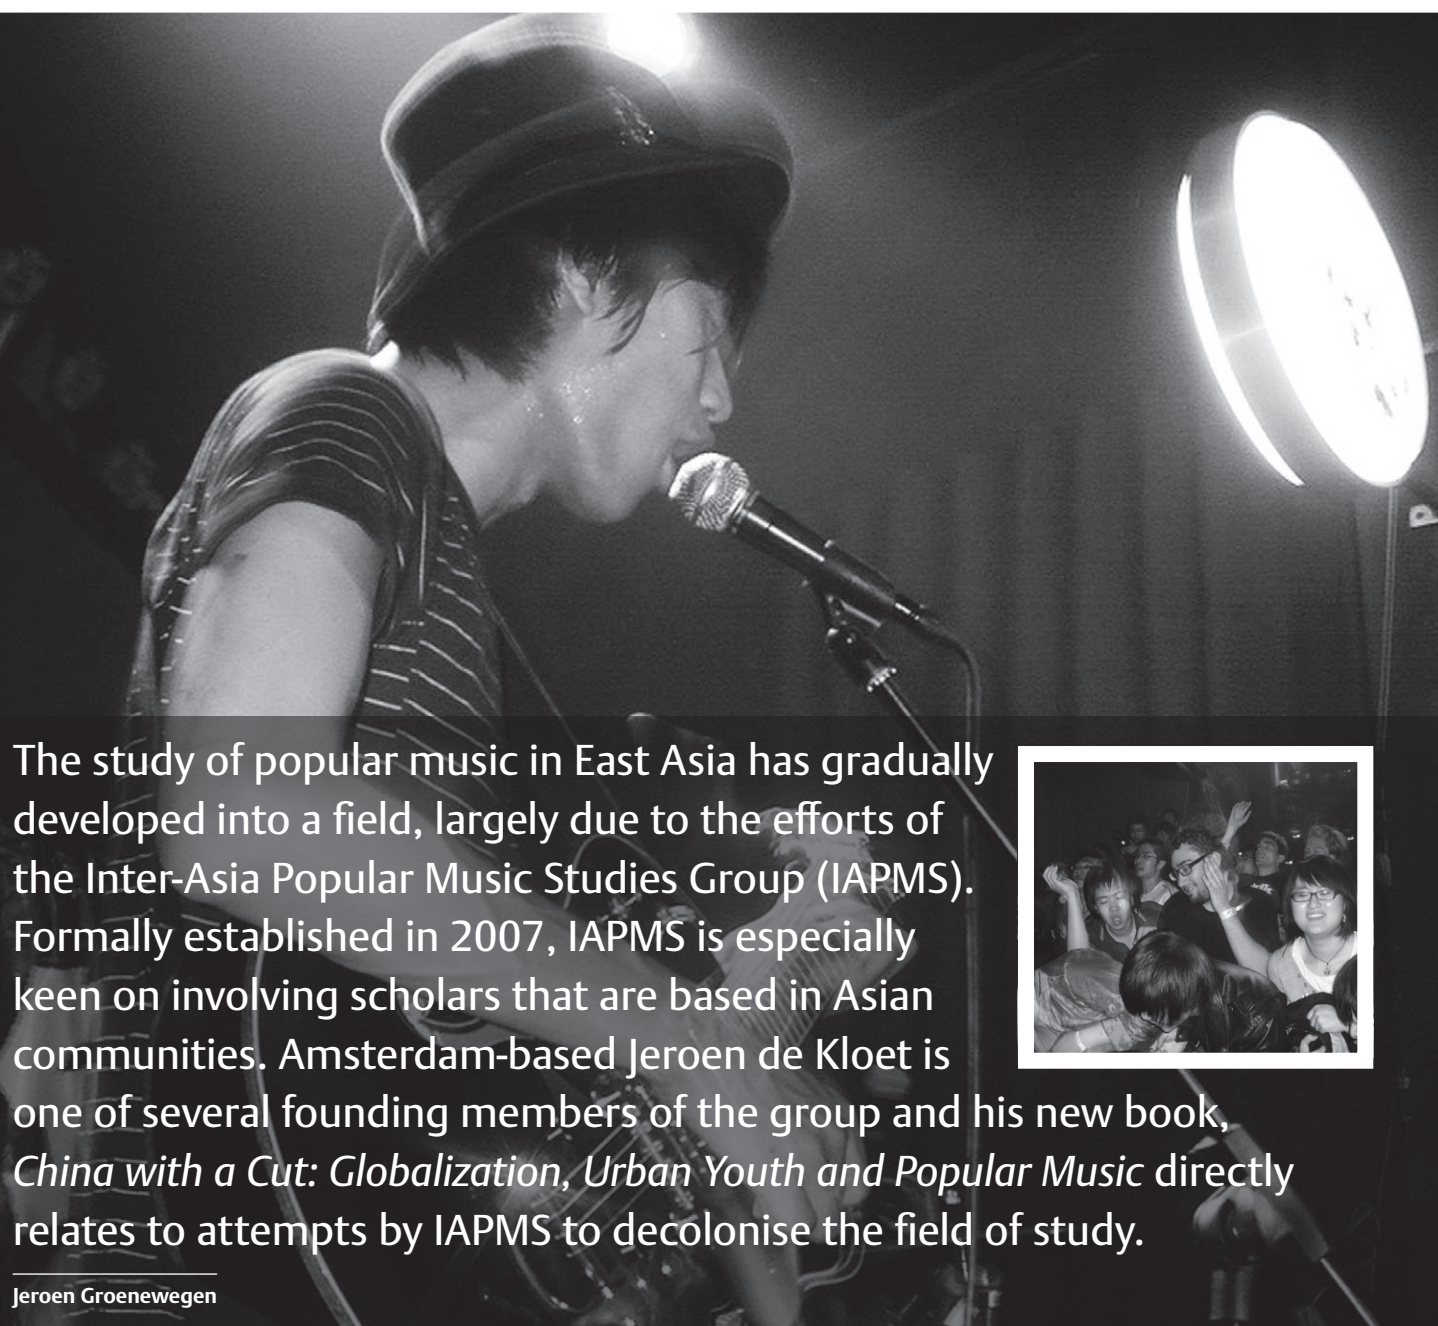 The study of popular music in East Asia has gradually
developed into a field, largely due to the efforts of
the Inter-Asia Popular Music Studies Group (IAPMS).
Formally established in 2007, IAPMS is especially
keen on involving scholars that are based in Asian
communities. Amsterdam-based Jeroen de Kloet is
one of several founding members of the group and his new book,
China with a Cut: Globalization, Urban Youth and Popular Music directly
relates to attempts by IAPMS to decolonise the field of study.
Jeroen Groenewegen